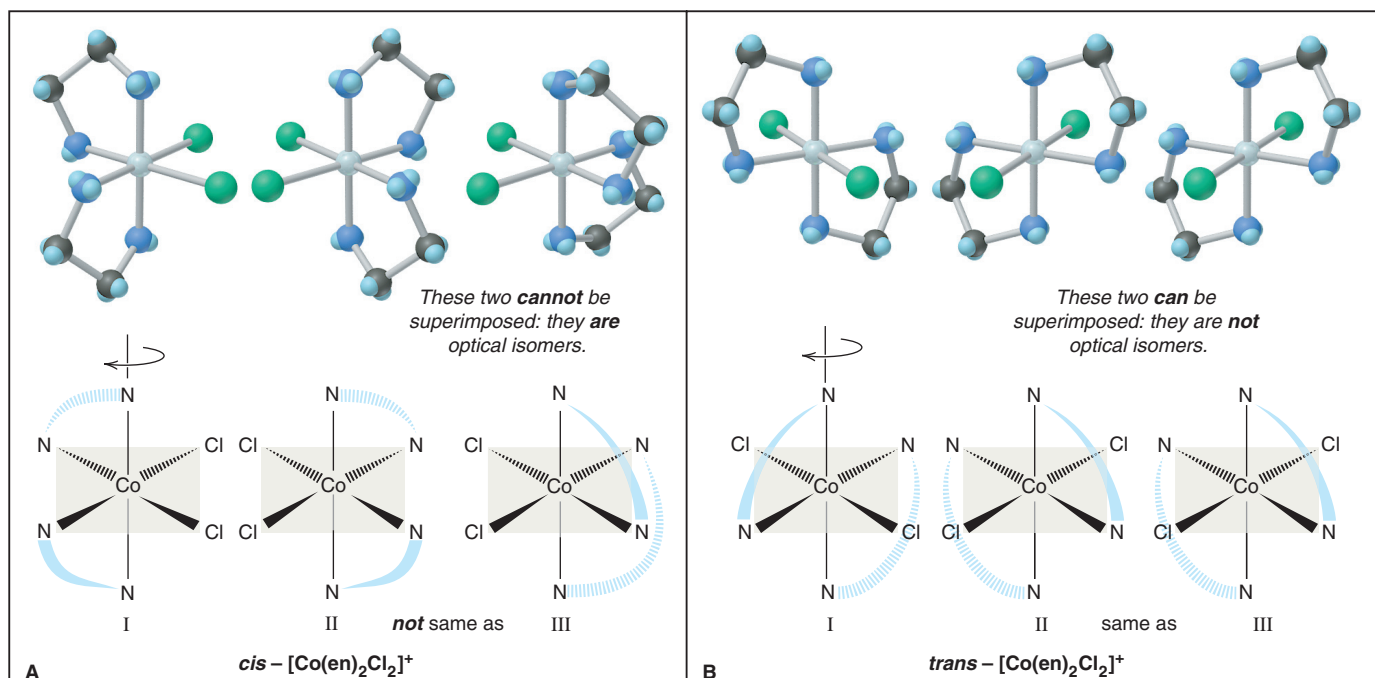 These two cannot be
superimposed: they are
optical isomers.
N
N
Cl
Co
N
Cl
N
I
N
Cl
N
Co
Cl
N
N
II
not same as
N
Cl
N
Co
Cl
N
N
III
A
cis – [Co(en)2Cl2]+
These two can be
superimposed: they are not
optical isomers.
N
Cl
N
Co
N
Cl
N
I
N
N
Cl
Co
Cl
N
N
II
same as
N
N
Cl
Co
Cl
N
N
III
B
trans – [Co(en)2Cl2]+